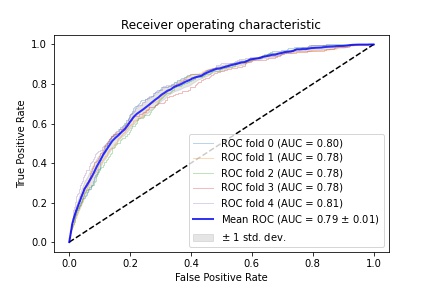 Receiver operating characteristic
True Positive Rate
1.0
0.8
0.6
0.4
0.2
0.0
ROC fold 0 (AUC = 0.80)
ROC fold 1 (AUC = 0.78)
ROC fold 2 (AUC = 0.78)
ROC fold 3 (AUC = 0.78)
ROC fold 4 (AUC = 0.81)
Mean ROC (AUC = 0.79 ± 0.01)
± 1 std. dev.
0.0 0.2 0.4 0.6 0.8 1.0
False Positive Rate